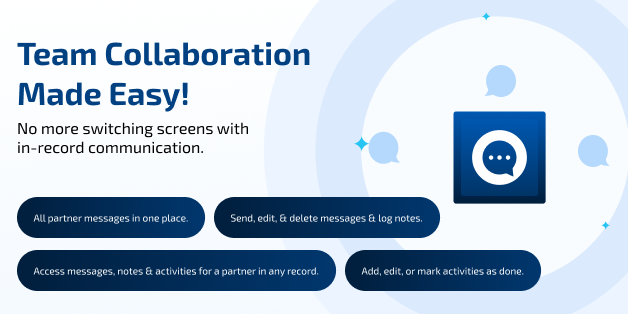 Team Collaboration
Made Easy!
No more switching screens with
in-record communication.
All partner messages in one place.
Send, edit, & delete messages & log notes.
Access messages, notes & activities for a partner in any record.
Add, edit, or mark activities as done.